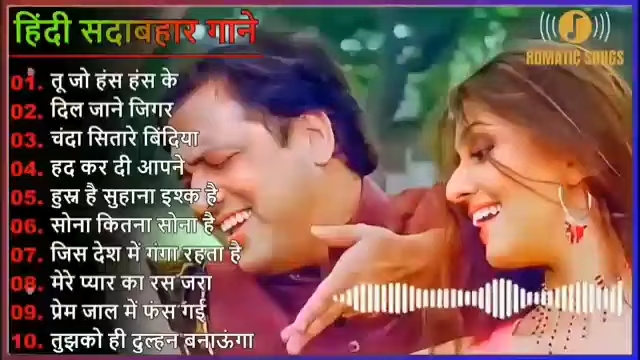 हिंदी सदाबहार गाने
ROMATIC SONGS
01. तू जो हंस हंस के
02. दिल जाने जिगर
03. चंदा सितारे बिंदिया
04. हद कर दी आपने
05. हुस्न है सुहाना इश्क है
06. सोना कितना सोना है
07. जिस देश में गंगा रहता है
08. मेरे प्यार का रस जरा
09. प्रेम जाल में फंस गई
10. तुझको ही दुल्हन बनाऊंगा